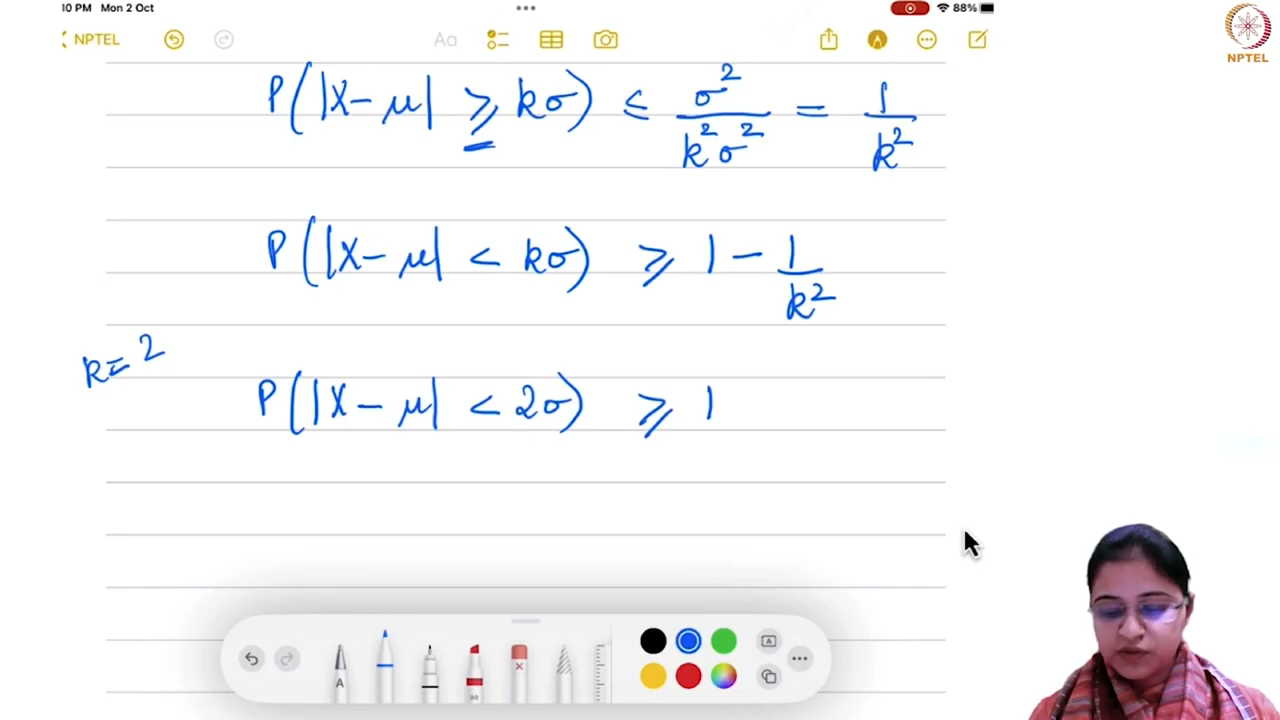 10 PM Mon 2 Oct 88%
NPTEL Aa
NPTEL
P(|X-μ| ≥ kσ) ≤ σ²/k²σ² = 1/k²
P(|X-μ| < kσ) ≥ 1 - 1/k²
k = 2
P(|X-μ| < 2σ) ≥ 1
A
A